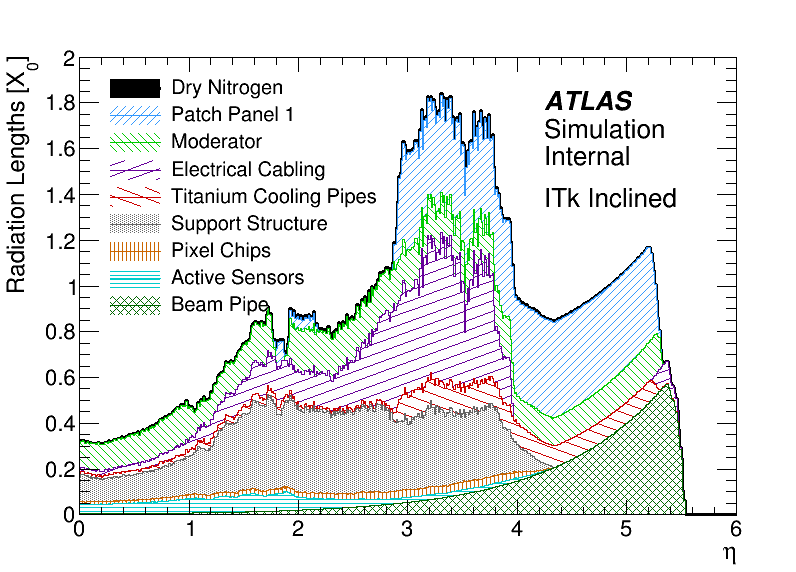 Radiation Lengths [X0]
2
1.8
1.6
1.4
1.2
1
0.8
0.6
0.4
0.2
0
Dry Nitrogen
Patch Panel 1
Moderator
Electrical Cabling
Titanium Cooling Pipes
Support Structure
Pixel Chips
Active Sensors
Beam Pipe
ATLAS
Simulation
Internal
ITk Inclined
0 1 2 3 4 5 6
η